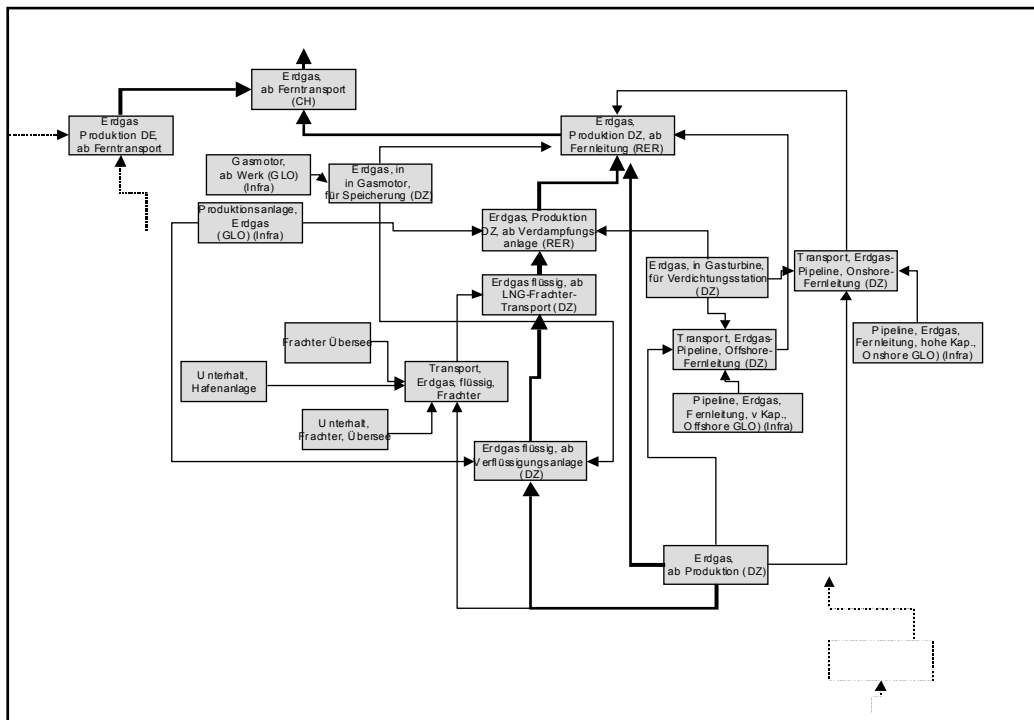 Erdgas,
ab Ferntransport
(CH)
Erdgas
Produktion DE,
ab Ferntransport
Erdgas,
Produktion DZ, ab
Fernleitung (RER)
Gasmotor,
ab Werk (GLO)
(Infra)
Erdgas, in
in Gasmotor,
für Speicherung (DZ)
Produktionsanlage,
Erdgas
(GLO) (Infra)
Erdgas, Produktion
DZ, ab Verdampfungs
anlage (RER)
Erdgas, in Gasturbine,
für Verdichtungsstation
(DZ)
Transport, Erdgas-
Pipeline, Onshore-
Fernleitung (DZ)
Erdgas flüssig, ab
LNG-Frachter-
Transport (DZ)
Frachter Übersee
Transport, Erdgas-
Pipeline, Offshore-
Fernleitung (DZ)
Pipeline, Erdgas,
Fernleitung, hohe Kap.,
Onshore GLO) (Infra)
Unterhalt,
Hafenanlage
Transport,
Erdgas, flüssig,
Frachter
Pipeline, Erdgas,
Fernleitung, v Kap.,
Offshore GLO) (Infra)
Unterhalt,
Frachter, Übersee
Erdgas flüssig, ab
Verflüssigungsanlage
(DZ)
Erdgas,
ab Produktion (DZ)